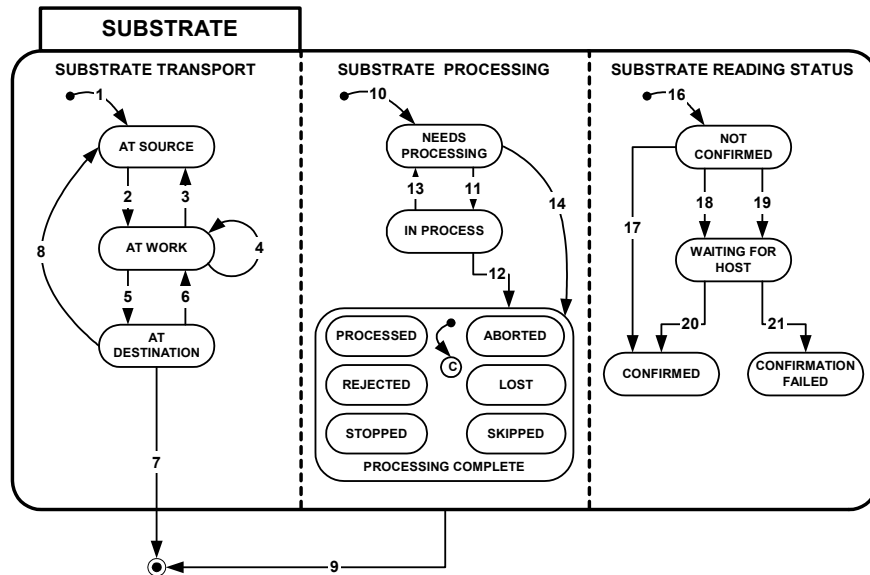 SUBSTRATE
SUBSTRATE TRANSPORT
1
AT SOURCE
2
3
8
AT WORK
4
5
6
AT
DESTINATION
7
SUBSTRATE PROCESSING
10
NEEDS
PROCESSING
13
11
14
IN PROCESS
12
PROCESSED
ABORTED
C
REJECTED
LOST
STOPPED
SKIPPED
PROCESSING COMPLETE
SUBSTRATE READING STATUS
16
NOT
CONFIRMED
17
18
19
WAITING FOR
HOST
20
21
CONFIRMED
CONFIRMATION
FAILED
9